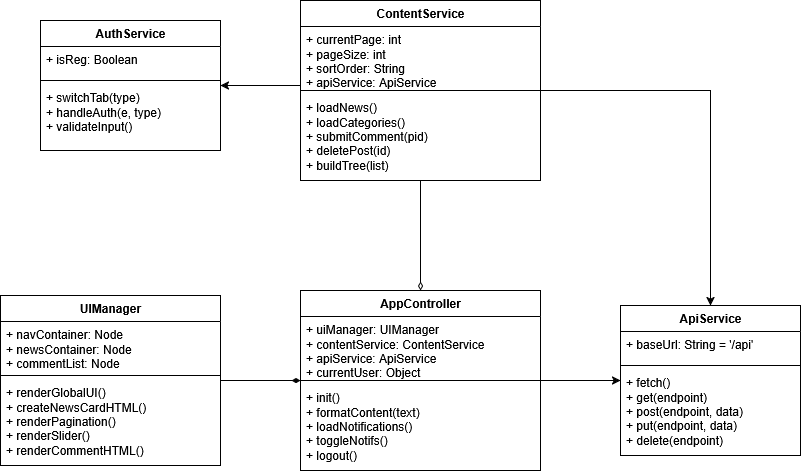 AuthService
+ isReg: Boolean
+ switchTab(type)
+ handleAuth(e, type)
+ validateInput()
ContentService
+ currentPage: int
+ pageSize: int
+ sortOrder: String
+ apiService: ApiService
+ loadNews()
+ loadCategories()
+ submitComment(pid)
+ deletePost(id)
+ buildTree(list)
UIManager
+ navContainer: Node
+ newsContainer: Node
+ commentList: Node
+ renderGlobalUI()
+ createNewsCardHTML()
+ renderPagination()
+ renderSlider()
+ renderCommentHTML()
AppController
+ uiManager: UIManager
+ contentService: ContentService
+ apiService: ApiService
+ currentUser: Object
+ init()
+ formatContent(text)
+ loadNotifications()
+ toggleNotifs()
+ logout()
ApiService
+ baseUrl: String = '/api'
+ fetch()
+ get(endpoint)
+ post(endpoint, data)
+ put(endpoint, data)
+ delete(endpoint)